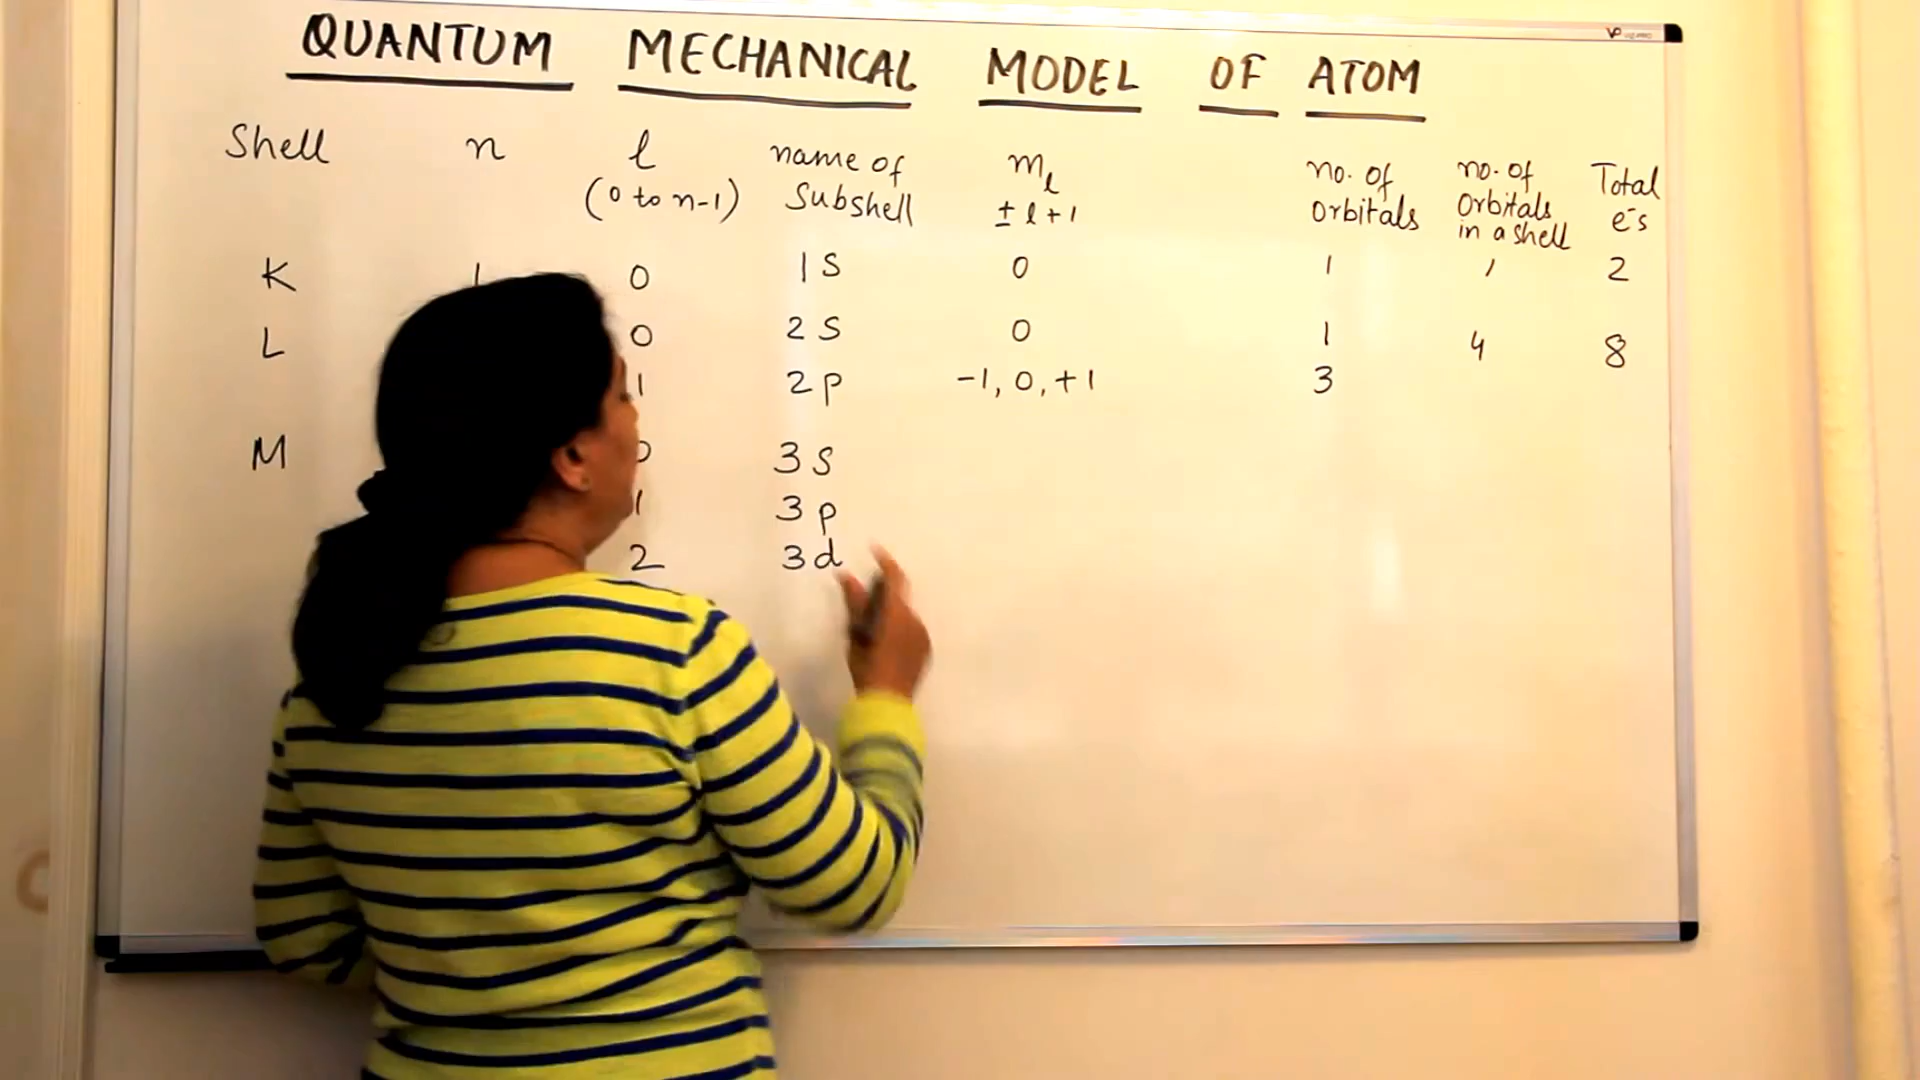 QUANTUM MECHANICAL MODEL OF ATOM
Shell n l name of mₗ no. of no. of Total
(0 to n-1) Subshell ± l + 1 orbitals orbitals e⁻s
in a shell
K 1 0 1s 0 1 1 2
L 0 2s 0 1 4 8
1 2p -1, 0, +1 3
M 0 3s
1 3p
2 3d